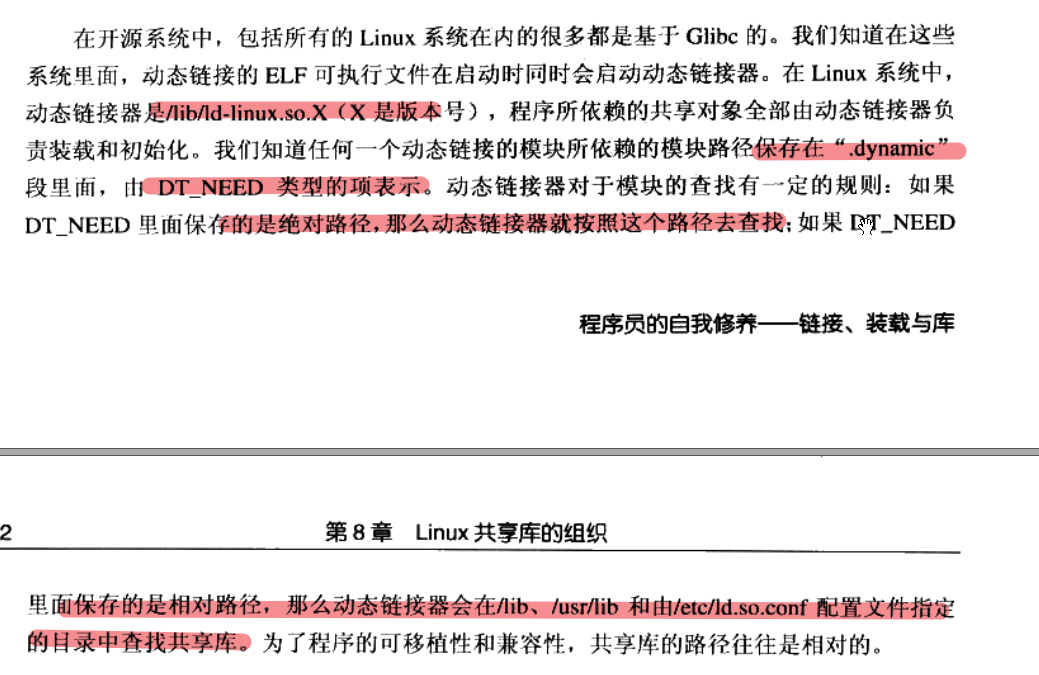 在开源系统中，包括所有的 Linux 系统在内的很多都是基于 Glibc 的。我们知道在这些
系统里面，动态链接的 ELF 可执行文件在启动时同时会启动动态链接器。在 Linux 系统中，
动态链接器是/lib/ld-linux.so.X（X 是版本号），程序所依赖的共享对象全部由动态链接器负
责装载和初始化。我们知道任何一个动态链接的模块所依赖的模块路径保存在“.dynamic”
段里面，由 DT_NEED 类型的项表示。动态链接器对于模块的查找有一定的规则：如果
DT_NEED 里面保存的是绝对路径，那么动态链接器就按照这个路径去查找；如果 DT_NEED
程序员的自我修养——链接、装载与库
2 第 8 章 Linux 共享库的组织
里面保存的是相对路径，那么动态链接器会在/lib、/usr/lib 和由/etc/ld.so.conf 配置文件指定
的目录中查找共享库。为了程序的可移植性和兼容性，共享库的路径往往是相对的。